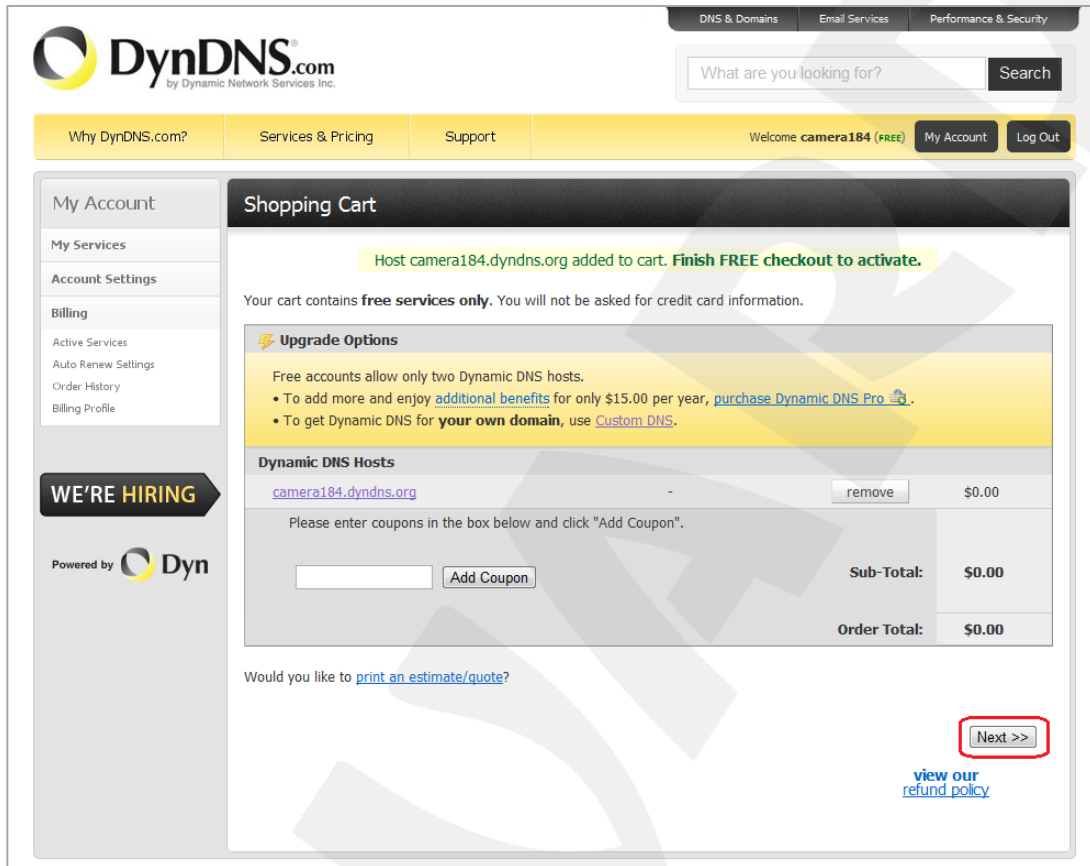 DNS & Domains Email Services Performance & Security
DynDNS.com
by Dynamic Network Services Inc.
What are you looking for? Search
Why DynDNS.com? Services & Pricing Support Welcome camera184 (FREE) My Account Log Out
My Account
My Services
Account Settings
Billing
Active Services
Auto Renew Settings
Order History
Billing Profile
WE'RE HIRING
Powered by Dyn
Shopping Cart
Host camera184.dyndns.org added to cart. Finish FREE checkout to activate.
Your cart contains free services only. You will not be asked for credit card information.
Upgrade Options
Free accounts allow only two Dynamic DNS hosts.
• To add more and enjoy additional benefits for only $15.00 per year, purchase Dynamic DNS Pro .
• To get Dynamic DNS for your own domain, use Custom DNS.
Dynamic DNS Hosts
camera184.dyndns.org - remove $0.00
Please enter coupons in the box below and click "Add Coupon".
Add Coupon Sub-Total: $0.00
Order Total: $0.00
Would you like to print an estimate/quote?
Next >>
view our
refund policy